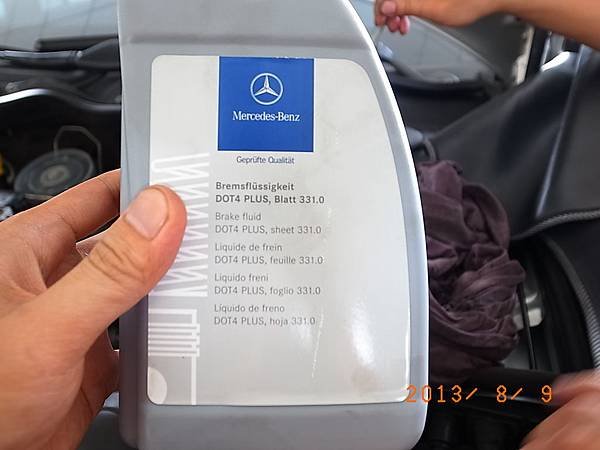 Mercedes-Benz
Geprüfte Qualität
Bremsflüssigkeit
DOT4 PLUS, Blatt 331.0
Brake fluid
DOT4 PLUS, sheet 331.0
Liquide de frein
DOT4 PLUS, feuille 331.0
Liquido freni
DOT4 PLUS, foglio 331.0
Líquido de freno
DOT4 PLUS, hoja 331.0
2013/ 8/ 9